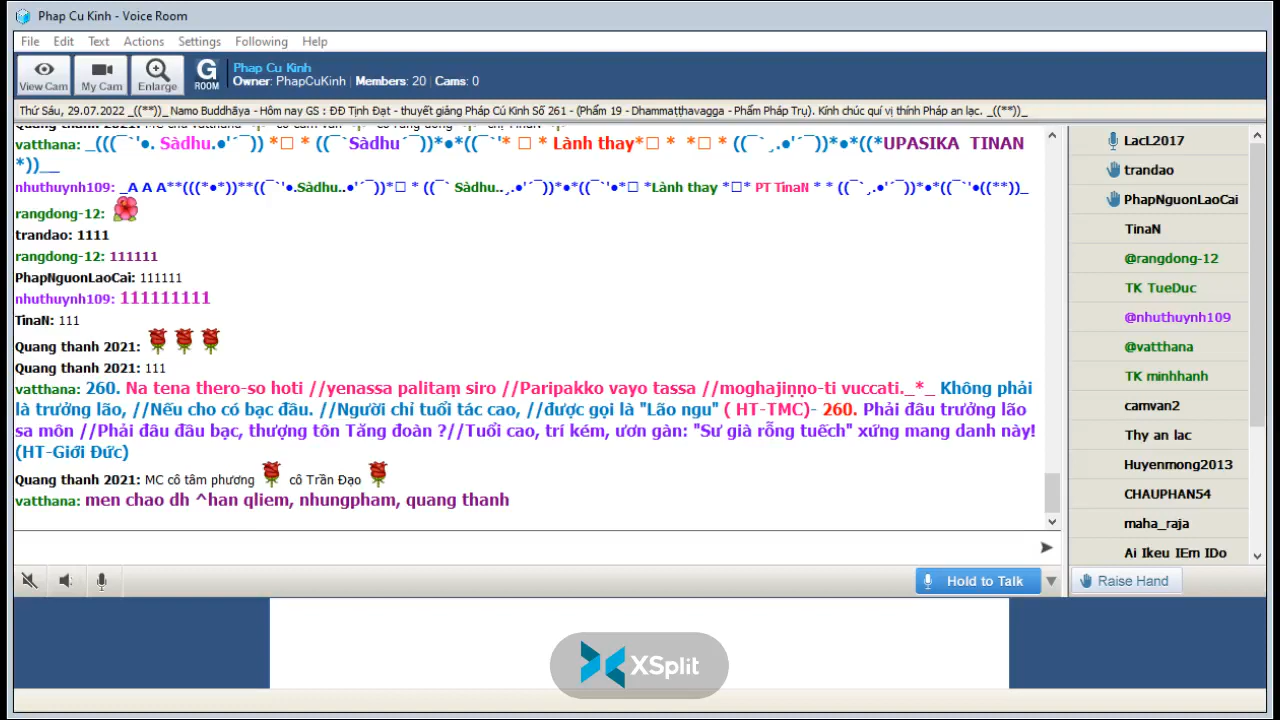 Phap Cu Kinh - Voice Room
File Edit Text Actions Settings Following Help
View Cam My Cam Enlarge G ROOM
Phap Cu Kinh
Owner: PhapCuKinh Members: 20 Cams: 0
Thứ Sáu, 29.07.2022 _((**))_ Namo Buddhāya - Hôm nay GS : ĐĐ Tịnh Đạt - thuyết giảng Pháp Cú Kinh Số 261 - (Phẩm 19 - Dhammaṭṭhavagga - Phẩm Pháp Trụ). Kính chúc quí vị thính Pháp an lạc. _((**))_
vatthana: _(((¯`'•. Sàdhu.•'´¯)) *□ * ((¯`Sàdhu´¯))*•*((¯`'* □ * Lành thay*□ * *□ * ((¯`¸.•'´¯))*•*((*UPASIKA TINAN
*))__
nhuthuynh109: _A A A**(((*•*))**((¯`'•.Sàdhu..•'´¯))*□ * ((¯` Sàdhu..¸.•'´¯))*•*((¯`'•*□ *Lành thay *□* PT TinaN * * ((¯`¸.•'´¯))*•*((¯`'•((**))_
rangdong-12:
trandao: 1111
rangdong-12: 111111
PhapNguonLaoCai: 111111
nhuthuynh109: 111111111
TinaN: 111
Quang thanh 2021:
Quang thanh 2021: 111
vatthana: 260. Na tena thero-so hoti //yenassa palitaṃ siro //Paripakko vayo tassa //moghajiṇṇo-ti vuccati._*_ Không phải
là trưởng lão, //Nếu cho có bạc đầu. //Người chỉ tuổi tác cao, //được gọi là "Lão ngu" ( HT-TMC)- 260. Phải đâu trưởng lão
sa môn //Phải đâu đầu bạc, thượng tôn Tăng đoàn ?//Tuổi cao, trí kém, ươn gàn: "Sư già rỗng tuếch" xứng mang danh này!
(HT-Giới Đức)
Quang thanh 2021: MC cô tâm phương cô Trần Đạo
vatthana: men chao dh ^han qliem, nhungpham, quang thanh
Hold to Talk
LacL2017
trandao
PhapNguonLaoCai
TinaN
@rangdong-12
TK TueDuc
@nhuthuynh109
@vatthana
TK minhhanh
camvan2
Thy an lac
Huyenmong2013
CHAUPHAN54
maha_raja
Ai Ikeu IEm IDo
Raise Hand
XSplit